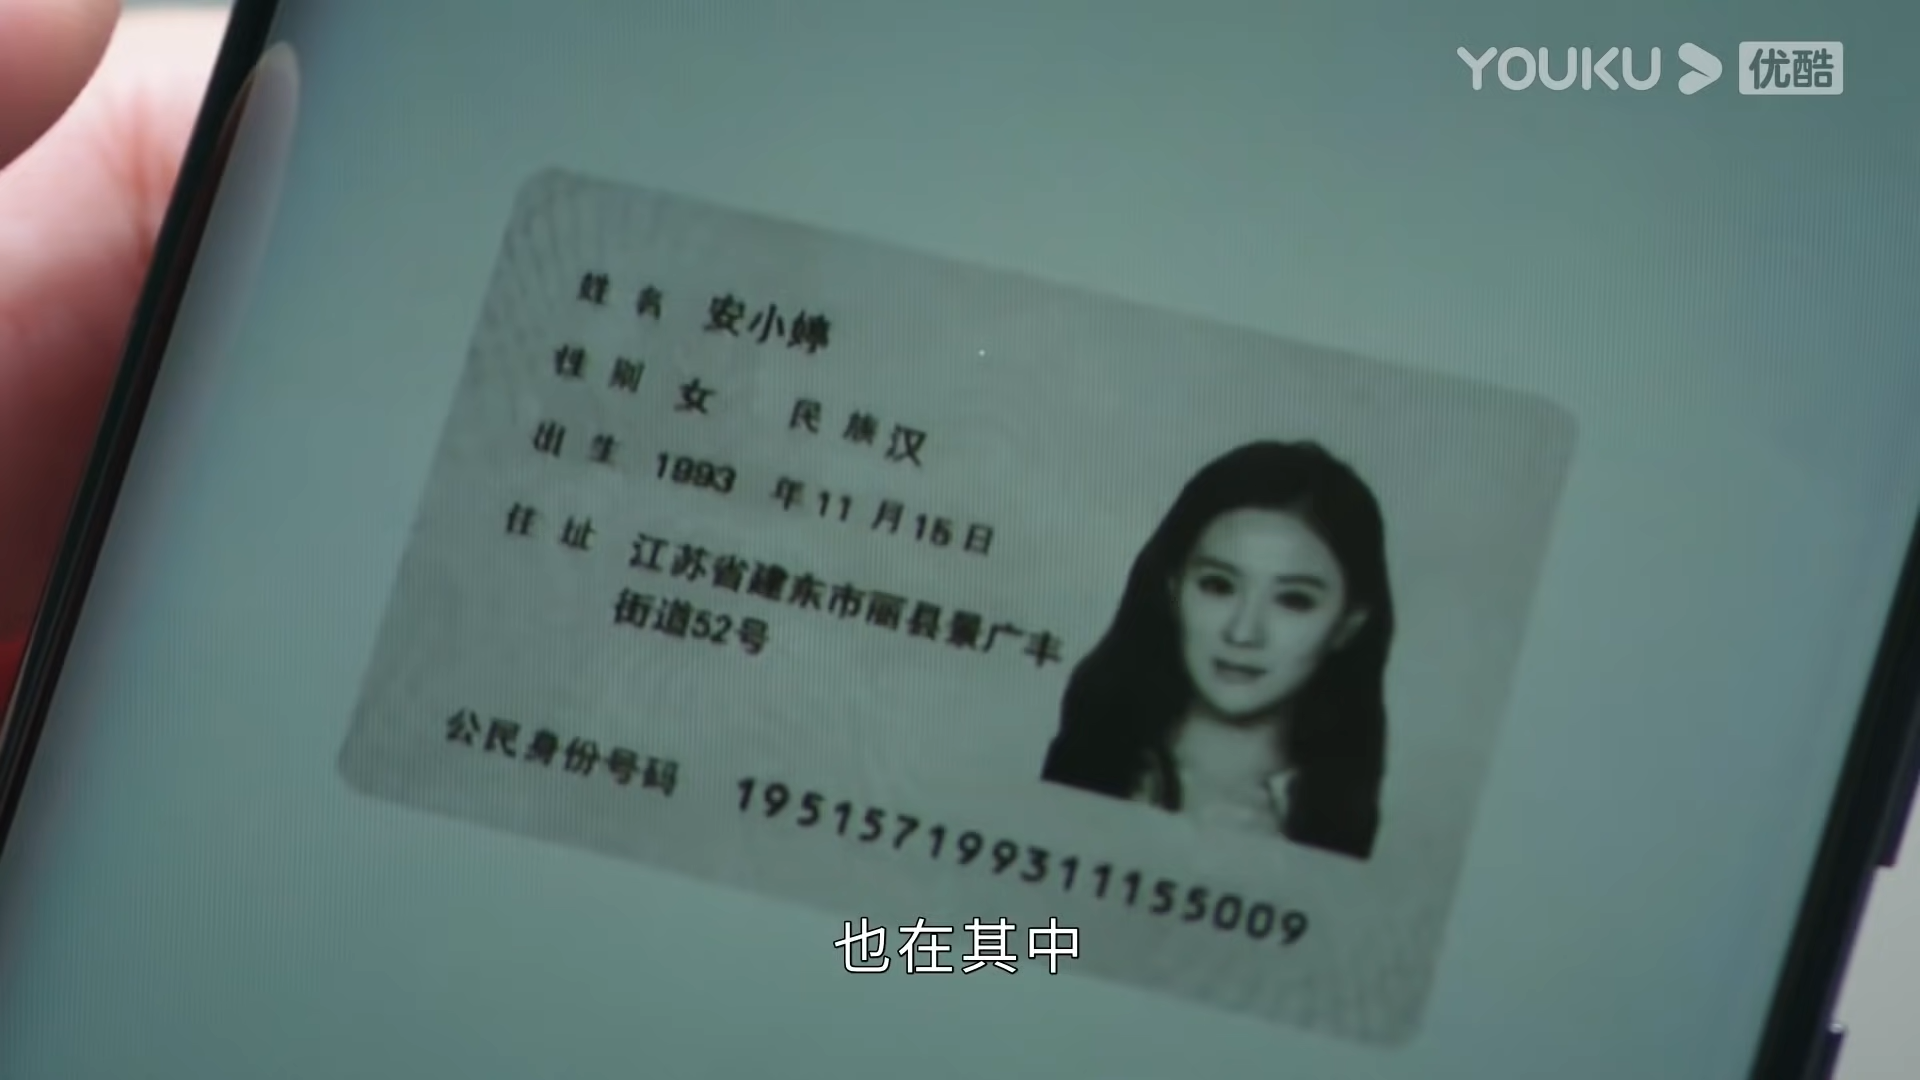 YOUKU 优酷
姓名 安小婷
性别 女 民族 汉
出生 1993 年 11 月 15 日
住址 江苏省建东市丽县景广丰
街道52号
公民身份号码 195157199311155009
也在其中